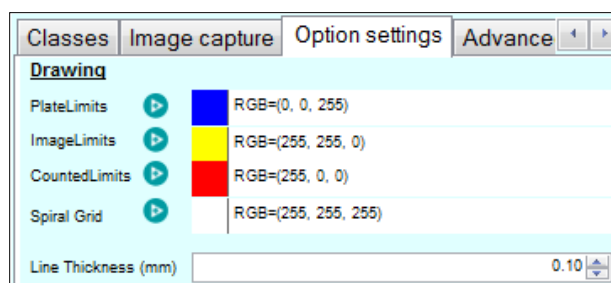 Classes Image capture Option settings Advance
Drawing
PlateLimits RGB=(0, 0, 255)
ImageLimits RGB=(255, 255, 0)
CountedLimits RGB=(255, 0, 0)
Spiral Grid RGB=(255, 255, 255)
Line Thickness (mm) 0.10